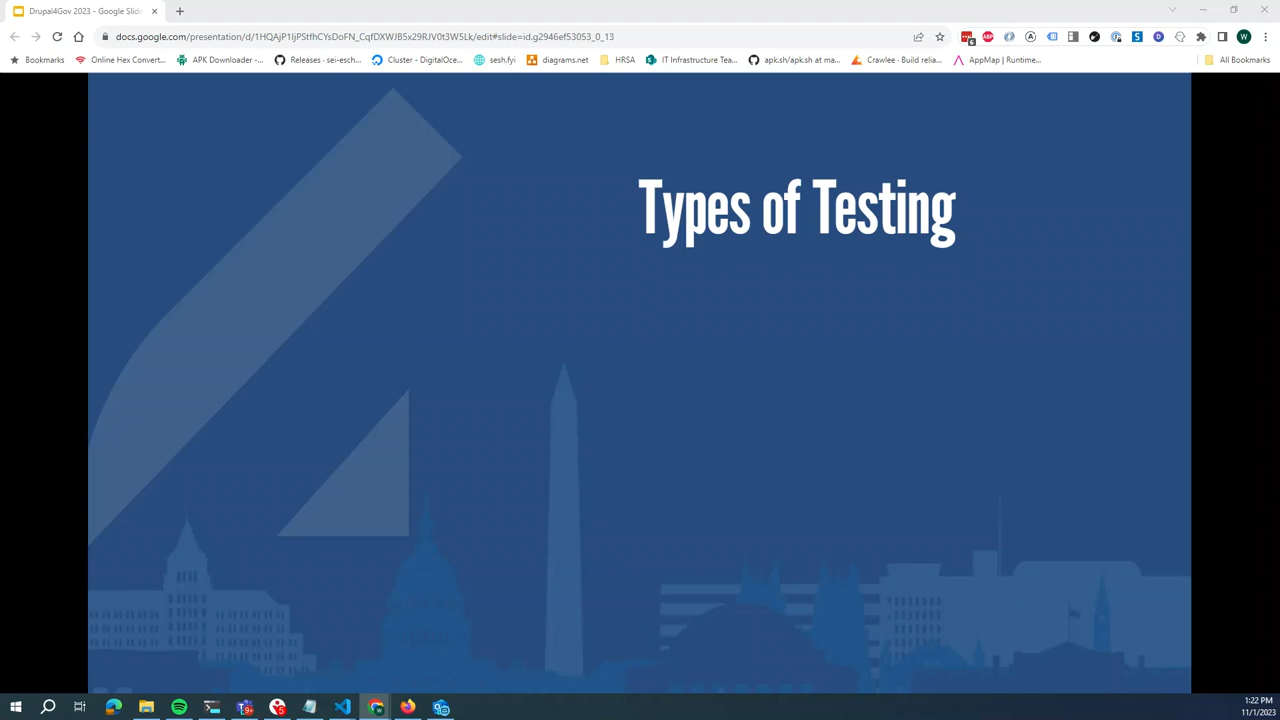 Drupal4Gov 2023 - Google Slide
docs.google.com/presentation/d/1HQAjP1IjPStfhCYsDoFN_CqfDXWJB5x29RJV0t3W5Lk/edit#slide=id.g2946ef53053_0_13
Bookmarks Online Hex Convert... APK Downloader -... Releases · sei-esch... Cluster - DigitalOce... sesh.fyi diagrams.net HRSA IT Infrastructure Tea... apk.sh/apk.sh at ma... Crawlee · Build relia... AppMap | Runtime... All Bookmarks
Types of Testing
1:22 PM
11/1/2023